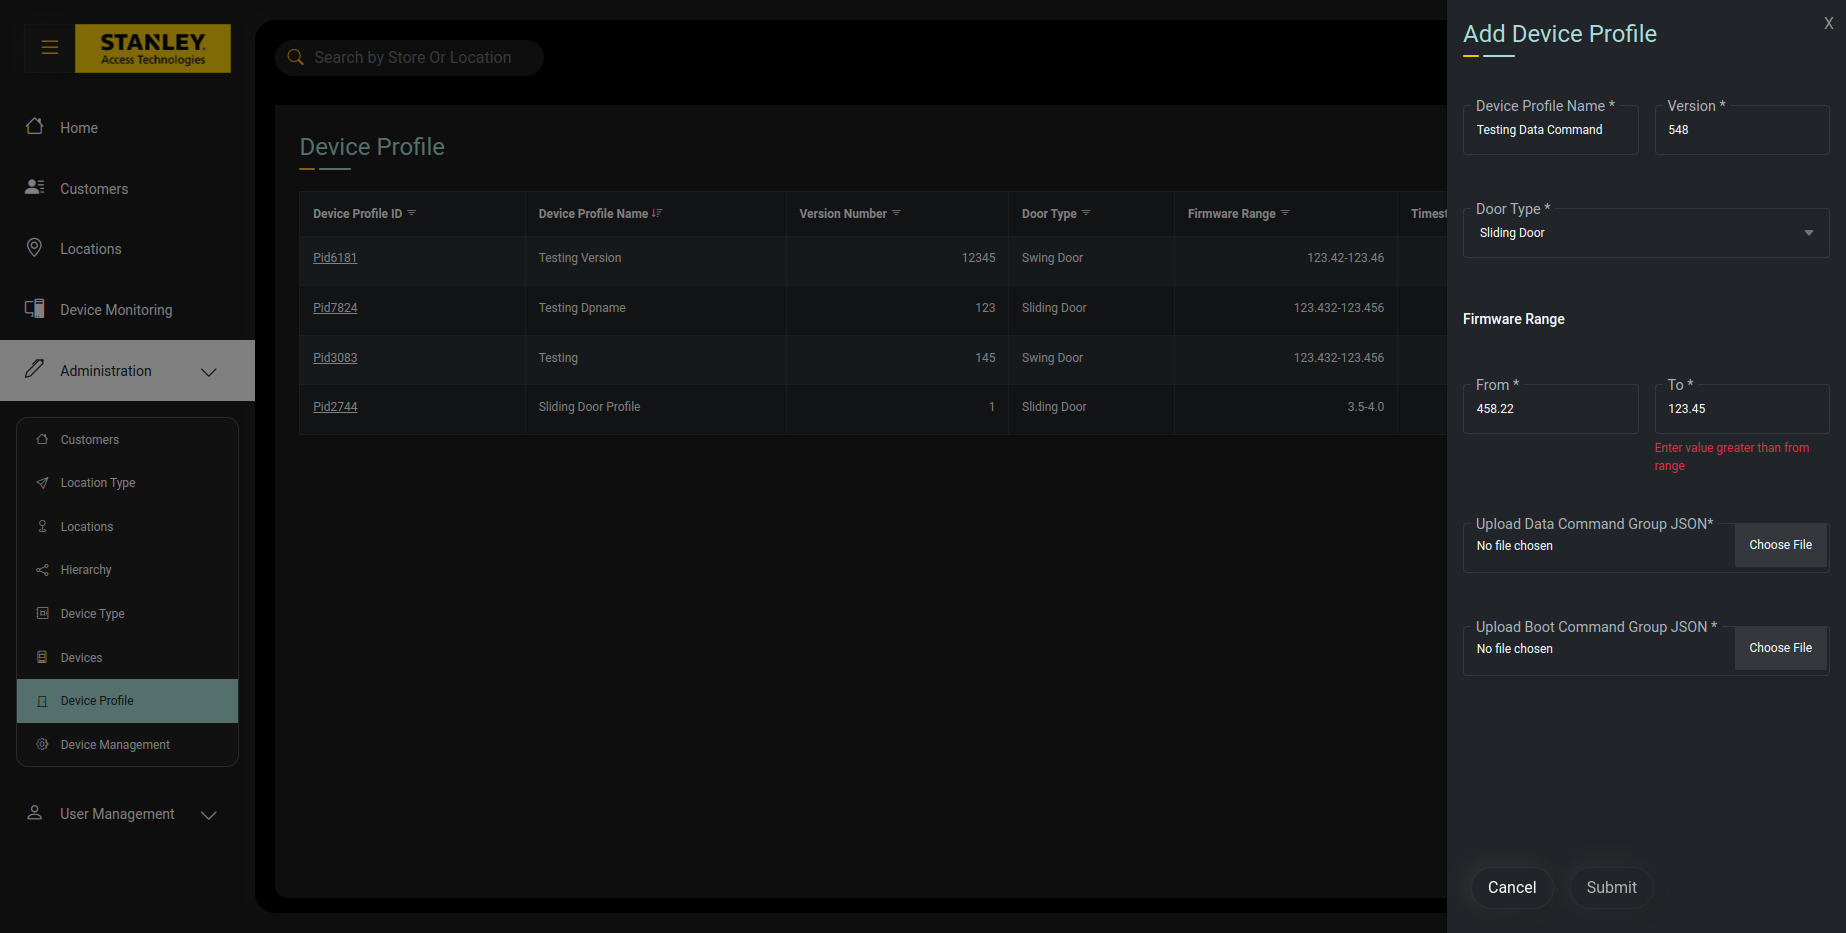 STANLEY
Access Technologies
Home
Customers
Locations
Device Monitoring
Administration
Customers
Location Type
Locations
Hierarchy
Device Type
Devices
Device Profile
Device Management
User Management
Search by Store Or Location
Device Profile
Device Profile ID Device Profile Name Version Number Door Type Firmware Range Timest
Pid6181 Testing Version 12345 Swing Door 123.42-123.46
Pid7824 Testing Dpname 123 Sliding Door 123.432-123.456
Pid3083 Testing 145 Swing Door 123.432-123.456
Pid2744 Sliding Door Profile 1 Sliding Door 3.5-4.0
X
Add Device Profile
Device Profile Name * Version *
Testing Data Command 548
Door Type *
Sliding Door
Firmware Range
From * To *
458.22 123.45
Enter value greater than from
range
Upload Data Command Group JSON*
No file chosen Choose File
Upload Boot Command Group JSON *
No file chosen Choose File
Cancel Submit